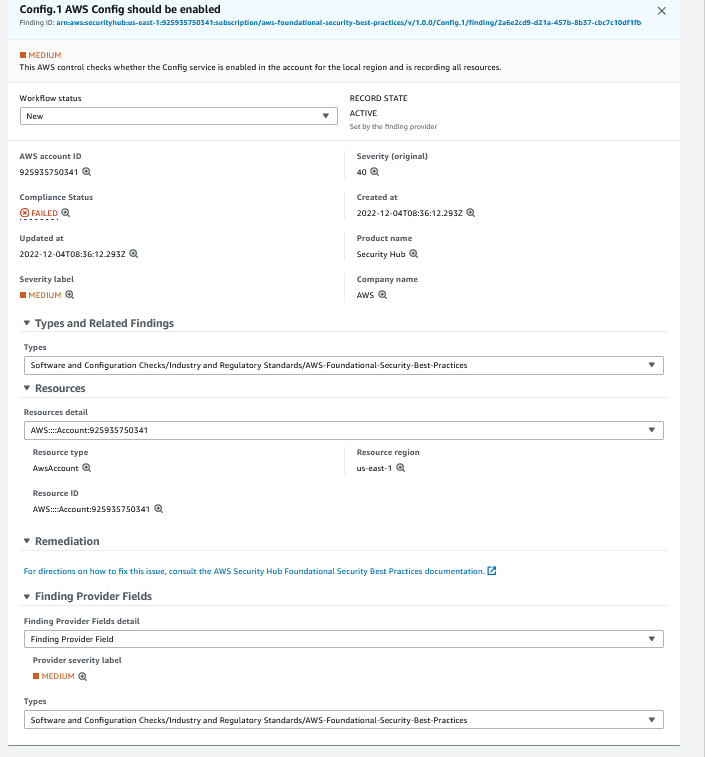 Config.1 AWS Config should be enabled
Finding ID: arn:aws:securityhub:us-east-1:925935750341:subscription/aws-foundational-security-best-practices/v/1.0.0/Config.1/finding/2a6e2cd9-d21a-457b-8b37-cbc7c10df1fb
MEDIUM
This AWS control checks whether the Config service is enabled in the account for the local region and is recording all resources.
Workflow status
New
RECORD STATE
ACTIVE
Set by the finding provider
AWS account ID
925935750341
Severity (original)
40
Compliance Status
FAILED
Created at
2022-12-04T08:36:12.293Z
Updated at
2022-12-04T08:36:12.293Z
Product name
Security Hub
Severity label
MEDIUM
Company name
AWS
Types and Related Findings
Types
Software and Configuration Checks/Industry and Regulatory Standards/AWS-Foundational-Security-Best-Practices
Resources
Resources detail
AWS::::Account:925935750341
Resource type
AwsAccount
Resource region
us-east-1
Resource ID
AWS::::Account:925935750341
Remediation
For directions on how to fix this issue, consult the AWS Security Hub Foundational Security Best Practices documentation.
Finding Provider Fields
Finding Provider Fields detail
Finding Provider Field
Provider severity label
MEDIUM
Types
Software and Configuration Checks/Industry and Regulatory Standards/AWS-Foundational-Security-Best-Practices